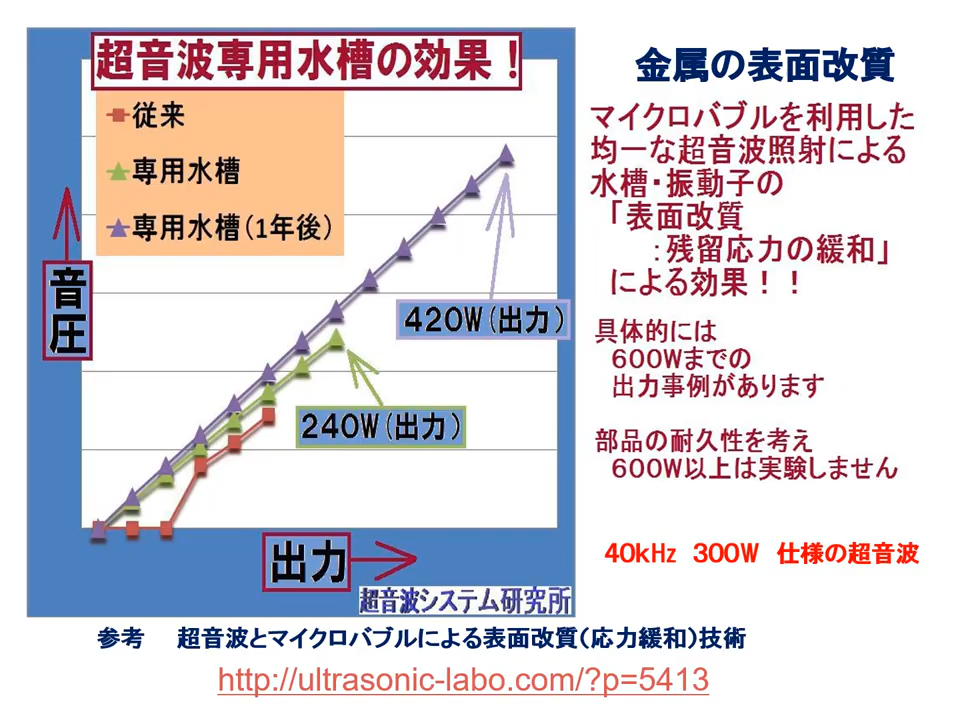 超音波専用水槽の効果！
従来
専用水槽
専用水槽(1年後)
音圧
420W(出力)
240W(出力)
出力
超音波システム研究所
金属の表面改質
マイクロバブルを利用した
均一な超音波照射による
水槽・振動子の
「表面改質
：残留応力の緩和」
による効果！！
具体的には
600Wまでの
出力事例があります
部品の耐久性を考え
600W以上は実験しません
40kHz 300W 仕様の超音波
参考 超音波とマイクロバブルによる表面改質(応力緩和)技術
http://ultrasonic-labo.com/?p=5413